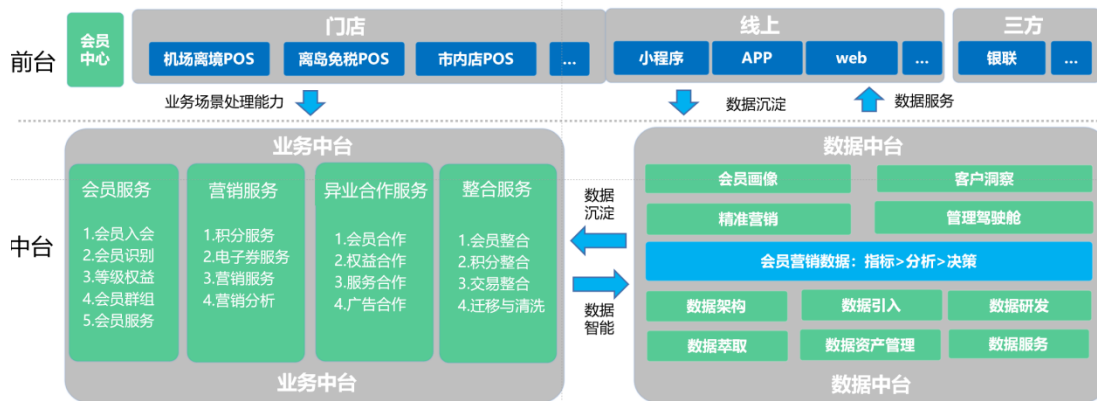 前台
会员
中心
门店
机场离境POS
离岛免税POS
市内店POS
...
线上
小程序
APP
web
...
三方
银联
...
业务场景处理能力
数据沉淀
数据服务
中台
业务中台
会员服务
1.会员入会
2.会员识别
3.等级权益
4.会员群组
5.会员服务
营销服务
1.积分服务
2.电子券服务
3.营销服务
4.营销分析
异业合作服务
1.会员合作
2.权益合作
3.服务合作
4.广告合作
整合服务
1.会员整合
2.积分整合
3.交易整合
4.迁移与清洗
业务中台
数据
沉淀
数据
智能
数据中台
会员画像
客户洞察
精准营销
管理驾驶舱
会员营销数据：指标>分析>决策
数据架构
数据引入
数据研发
数据萃取
数据资产管理
数据服务
数据中台